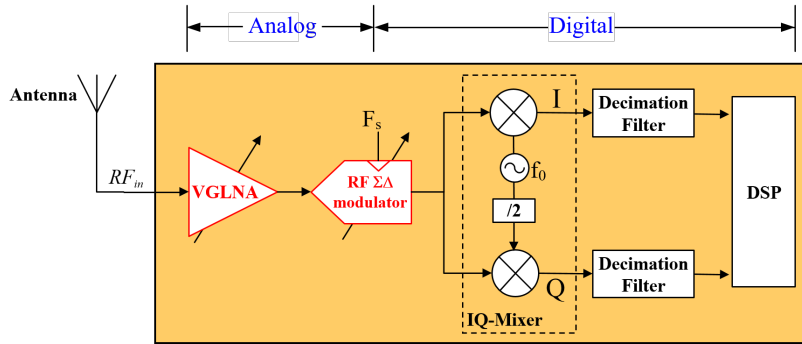 Analog
Digital
Antenna
RFin
VGLNA
Fs
RF ΣΔ
modulator
I
f0
/2
Q
IQ-Mixer
Decimation
Filter
Decimation
Filter
DSP